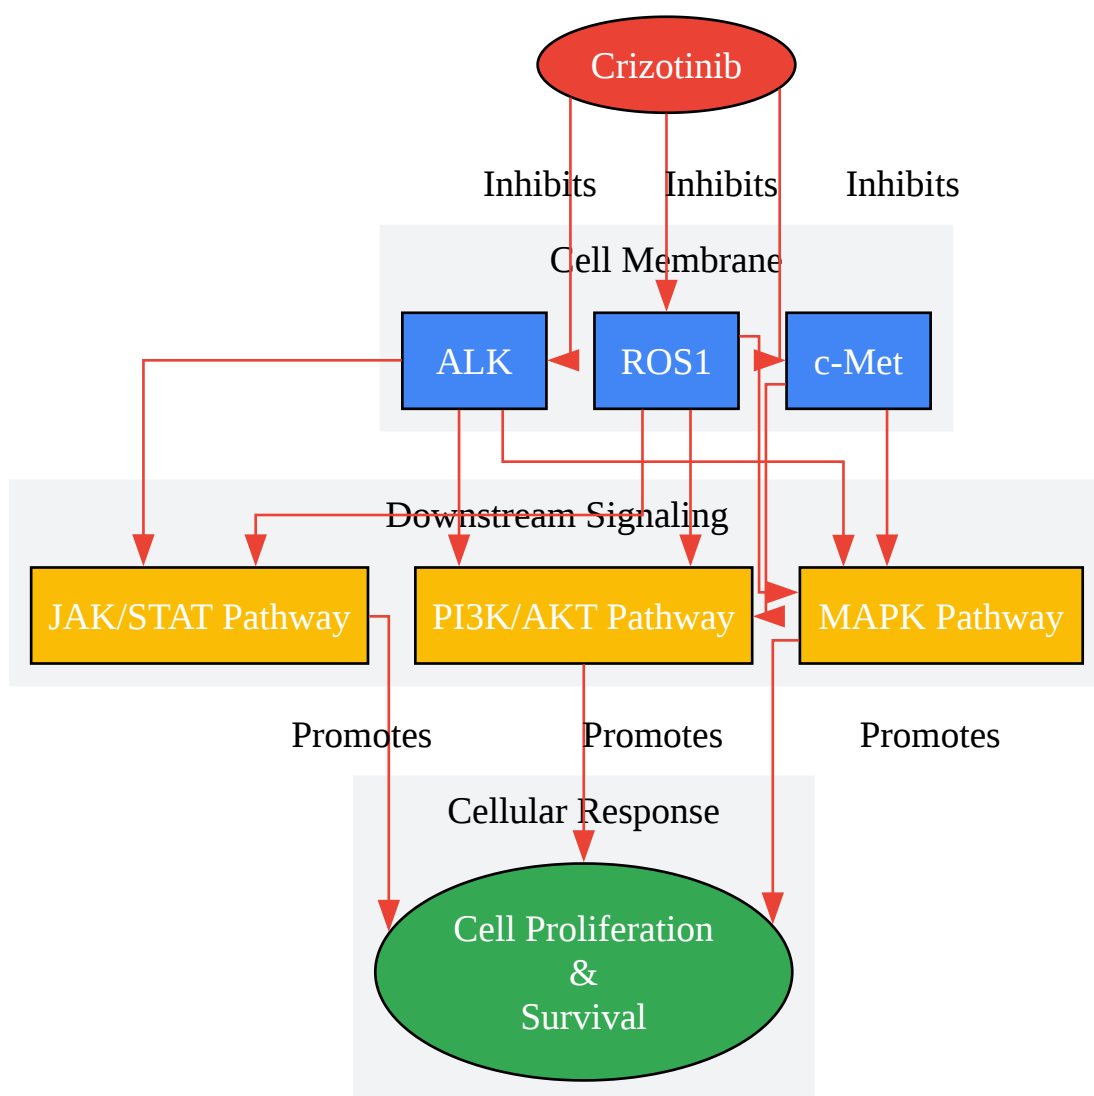 Crizotinib
Inhibits
Inhibits
Inhibits
Cell Membrane
ALK
ROS1
c-Met
Downstream Signaling
JAK/STAT Pathway
PI3K/AKT Pathway
MAPK Pathway
Promotes
Promotes
Promotes
Cellular Response
Cell Proliferation
&
Survival